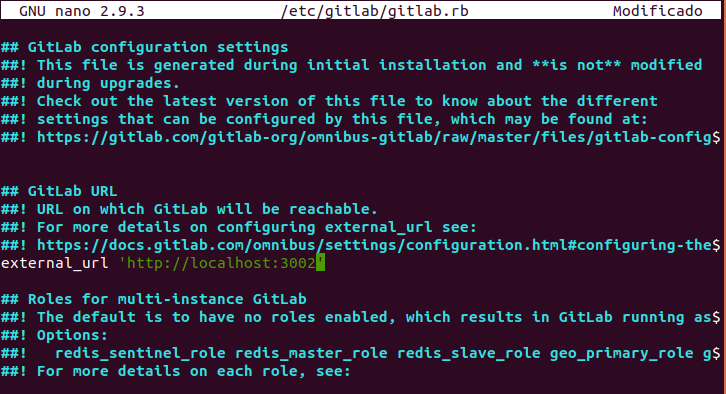 GNU nano 2.9.3 /etc/gitlab/gitlab.rb Modificado
## GitLab configuration settings
##! This file is generated during initial installation and **is not** modified
##! during upgrades.
##! Check out the latest version of this file to know about the different
##! settings that can be configured by this file, which may be found at:
##! https://gitlab.com/gitlab-org/omnibus-gitlab/raw/master/files/gitlab-config$
## GitLab URL
##! URL on which GitLab will be reachable.
##! For more details on configuring external_url see:
##! https://docs.gitlab.com/omnibus/settings/configuration.html#configuring-the$
external_url 'http://localhost:3002'
## Roles for multi-instance GitLab
##! The default is to have no roles enabled, which results in GitLab running as$
##! Options:
##!   redis_sentinel_role redis_master_role redis_slave_role geo_primary_role g$
##! For more details on each role, see: